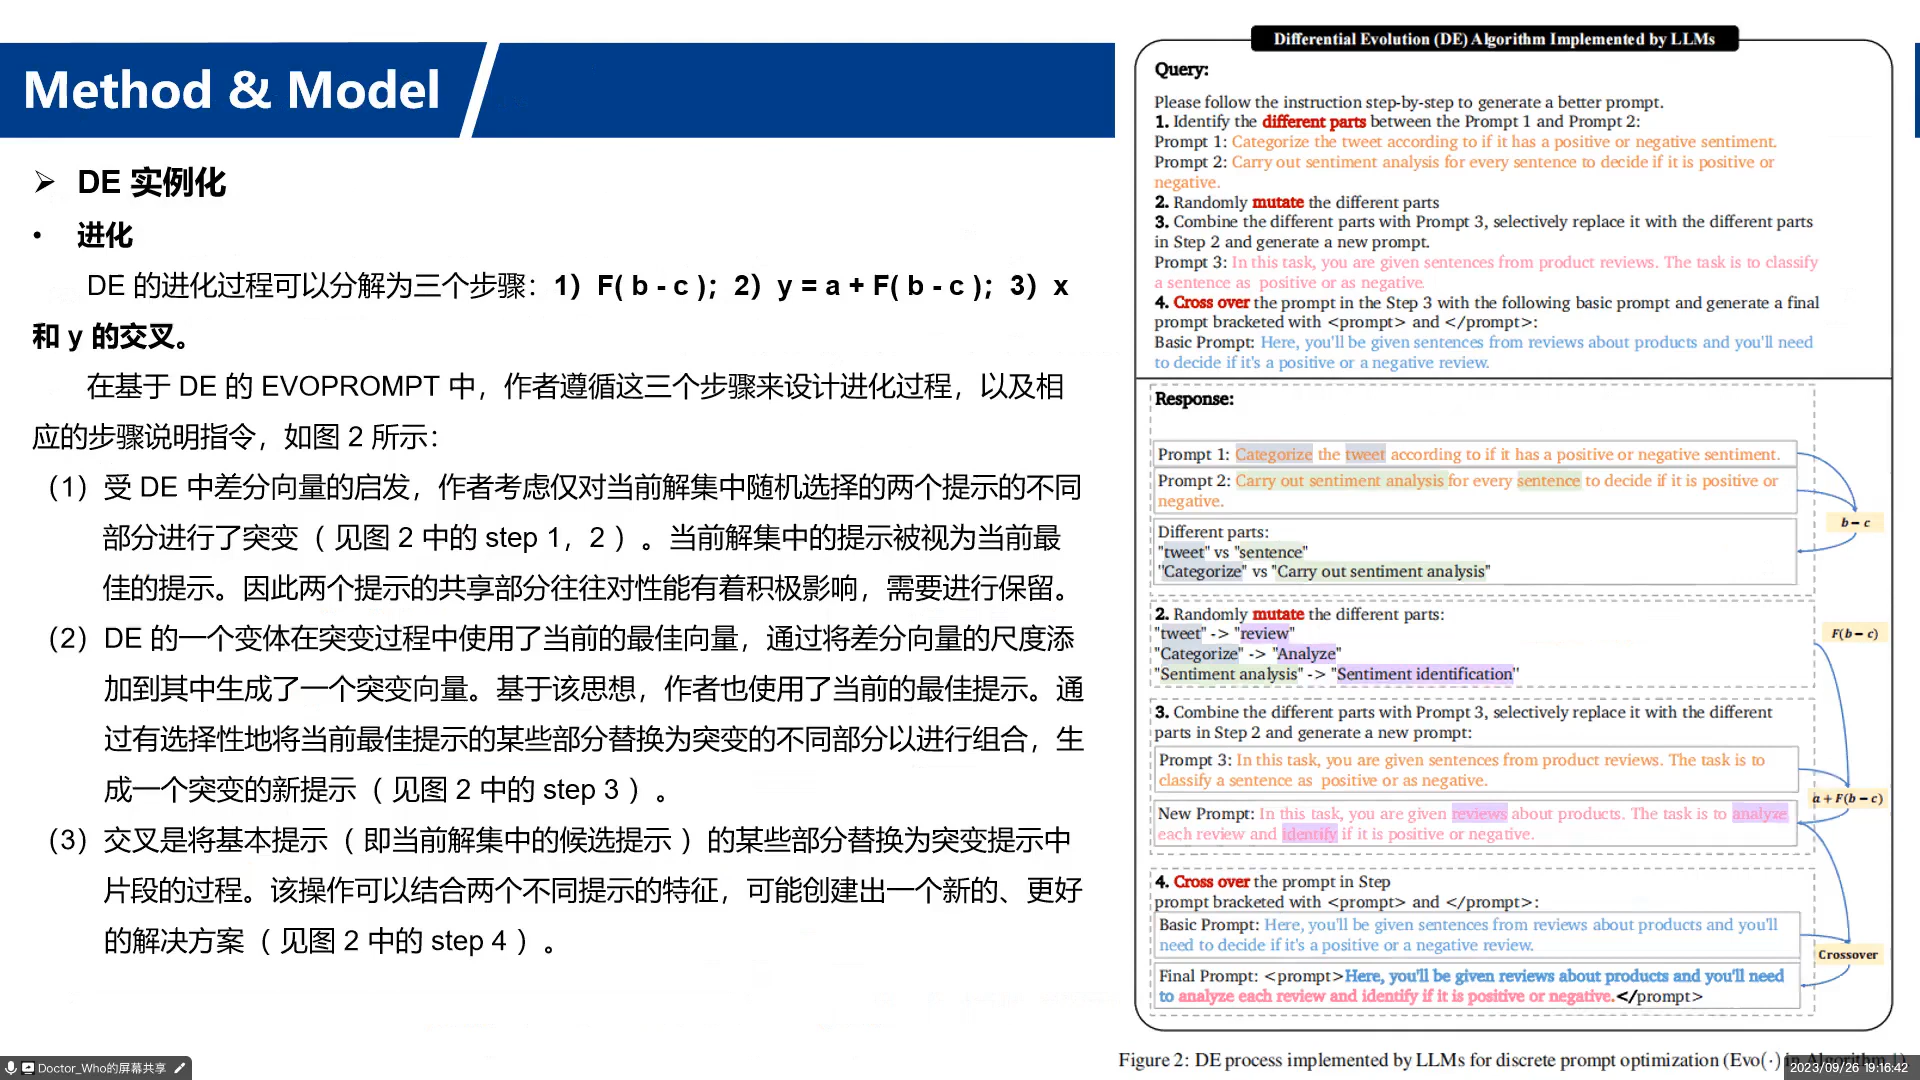 Method & Model
➢ DE 实例化
• 进化
DE 的进化过程可以分解为三个步骤：1）F( b - c )；2）y = a + F( b - c )；3）x
和 y 的交叉。
在基于 DE 的 EVOPROMPT 中，作者遵循这三个步骤来设计进化过程，以及相
应的步骤说明指令，如图 2 所示：
（1）受 DE 中差分向量的启发，作者考虑仅对当前解集中随机选择的两个提示的不同
部分进行了突变（ 见图 2 中的 step 1，2 ）。当前解集中的提示被视为当前最
佳的提示。因此两个提示的共享部分往往对性能有着积极影响，需要进行保留。
（2）DE 的一个变体在突变过程中使用了当前的最佳向量，通过将差分向量的尺度添
加到其中生成了一个突变向量。基于该思想，作者也使用了当前的最佳提示。通
过有选择性地将当前最佳提示的某些部分替换为突变的不同部分以进行组合，生
成一个突变的新提示（ 见图 2 中的 step 3 ）。
（3）交叉是将基本提示（ 即当前解集中的候选提示 ）的某些部分替换为突变提示中
片段的过程。该操作可以结合两个不同提示的特征，可能创建出一个新的、更好
的解决方案（ 见图 2 中的 step 4 ）。
Differential Evolution (DE) Algorithm Implemented by LLMs
Query:
Please follow the instruction step-by-step to generate a better prompt.
1. Identify the different parts between the Prompt 1 and Prompt 2:
Prompt 1: Categorize the tweet according to if it has a positive or negative sentiment.
Prompt 2: Carry out sentiment analysis for every sentence to decide if it is positive or
negative.
2. Randomly mutate the different parts
3. Combine the different parts with Prompt 3, selectively replace it with the different parts
in Step 2 and generate a new prompt.
Prompt 3: In this task, you are given sentences from product reviews. The task is to classify
a sentence as positive or as negative.
4. Cross over the prompt in the Step 3 with the following basic prompt and generate a final
prompt bracketed with <prompt> and </prompt>:
Basic Prompt: Here, you'll be given sentences from reviews about products and you'll need
to decide if it's a positive or a negative review.
Response:
Prompt 1: Categorize the tweet according to if it has a positive or negative sentiment.
Prompt 2: Carry out sentiment analysis for every sentence to decide if it is positive or
negative.
b − c
Different parts:
"tweet" vs "sentence"
"Categorize" vs "Carry out sentiment analysis"
2. Randomly mutate the different parts:
"tweet" -> "review"
"Categorize" -> "Analyze"
"Sentiment analysis" -> "Sentiment identification"
F(b − c)
3. Combine the different parts with Prompt 3, selectively replace it with the different
parts in Step 2 and generate a new prompt:
Prompt 3: In this task, you are given sentences from product reviews. The task is to
classify a sentence as positive or as negative.
a + F(b − c)
New Prompt: In this task, you are given reviews about products. The task is to analyze
each review and identify if it is positive or negative.
4. Cross over the prompt in Step
prompt bracketed with <prompt> and </prompt>:
Basic Prompt: Here, you'll be given sentences from reviews about products and you'll
need to decide if it's a positive or a negative review.
Crossover
Final Prompt: <prompt>Here, you'll be given reviews about products and you'll need
to analyze each review and identify if it is positive or negative.</prompt>
Figure 2: DE process implemented by LLMs for discrete prompt optimization (Evo(·) in Algorithm 1)
Doctor_Who的屏幕共享
2023/09/26 19:16:42